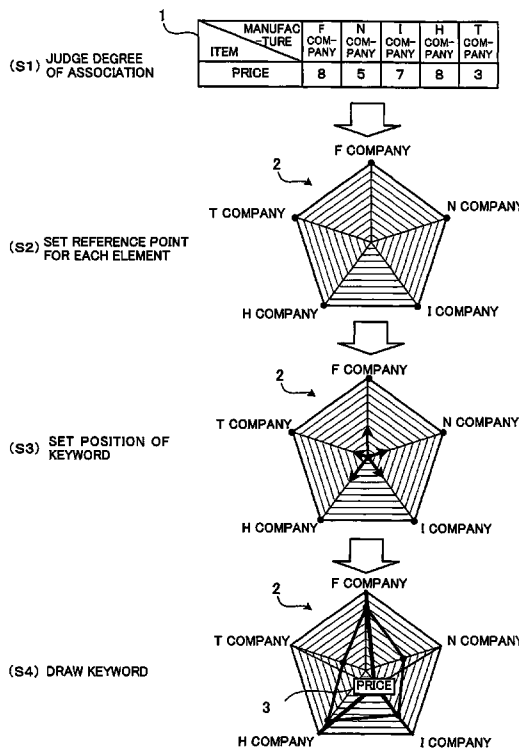 1
MANUFAC
-TURE
ITEM
F
COM-
PANY
N
COM-
PANY
I
COM-
PANY
H
COM-
PANY
T
COM-
PANY
(S1) JUDGE DEGREE
OF ASSOCIATION
PRICE 8 5 7 8 3
F COMPANY
2
T COMPANY
N COMPANY
(S2) SET REFERENCE POINT
FOR EACH ELEMENT
H COMPANY
I COMPANY
F COMPANY
2
T COMPANY
N COMPANY
(S3) SET POSITION OF
KEYWORD
H COMPANY
I COMPANY
F COMPANY
2
T COMPANY
N COMPANY
(S4) DRAW KEYWORD
PRICE
3
H COMPANY
I COMPANY